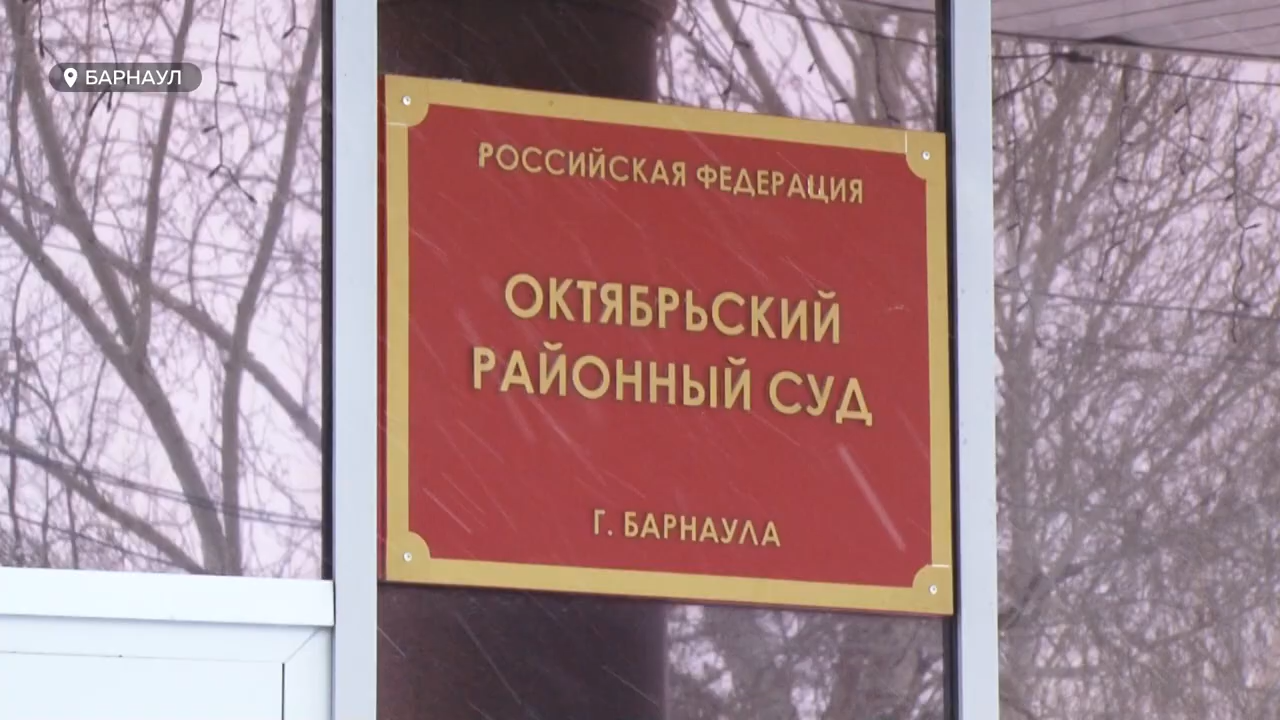 БАРНАУЛ
РОССИЙСКАЯ ФЕДЕРАЦИЯ
ОКТЯБРЬСКИЙ
РАЙОННЫЙ СУД
Г. БАРНАУЛА